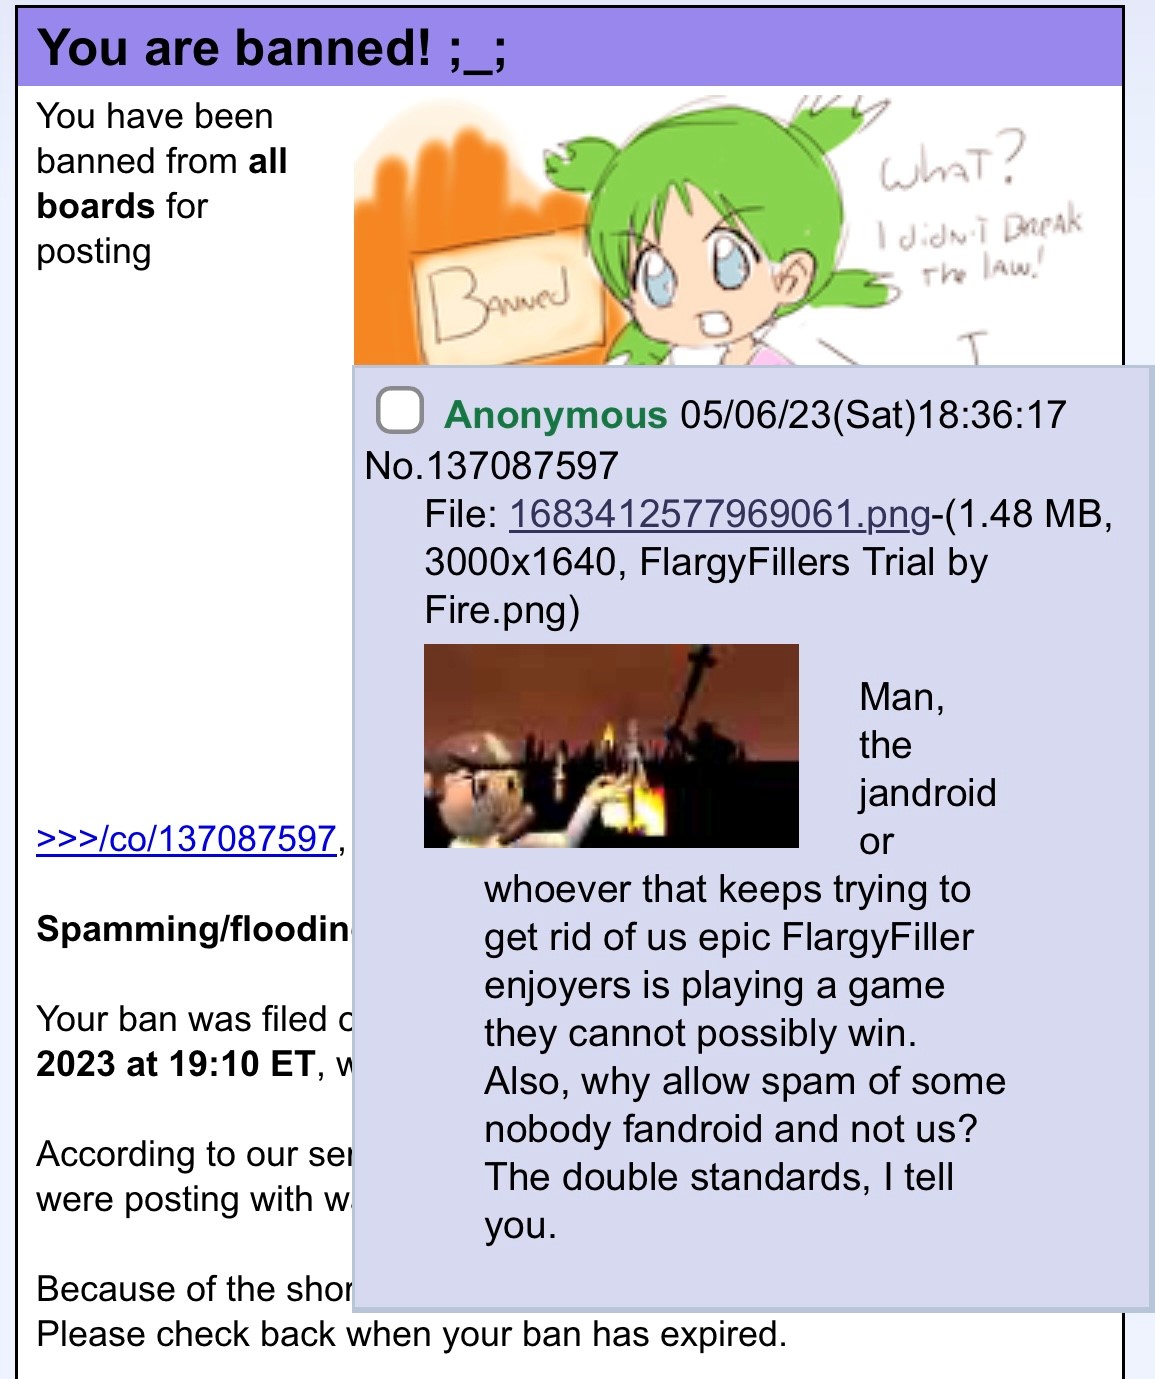 You are banned! ;_;
You have been
banned from all
boards for
posting
What?
I didn't Break
The law!
Banned
I
Anonymous 05/06/23(Sat)18:36:17
No.137087597
File: 1683412577969061.png-(1.48 MB,
3000x1640, FlargyFillers Trial by
Fire.png)
Man,
the
jandroid
or
whoever that keeps trying to
get rid of us epic FlargyFiller
enjoyers is playing a game
they cannot possibly win.
Also, why allow spam of some
nobody fandroid and not us?
The double standards, I tell
you.
>>>/co/137087597,
Spamming/floodin
Your ban was filed
2023 at 19:10 ET, w
According to our ser
were posting with w
Because of the shor
Please check back when your ban has expired.